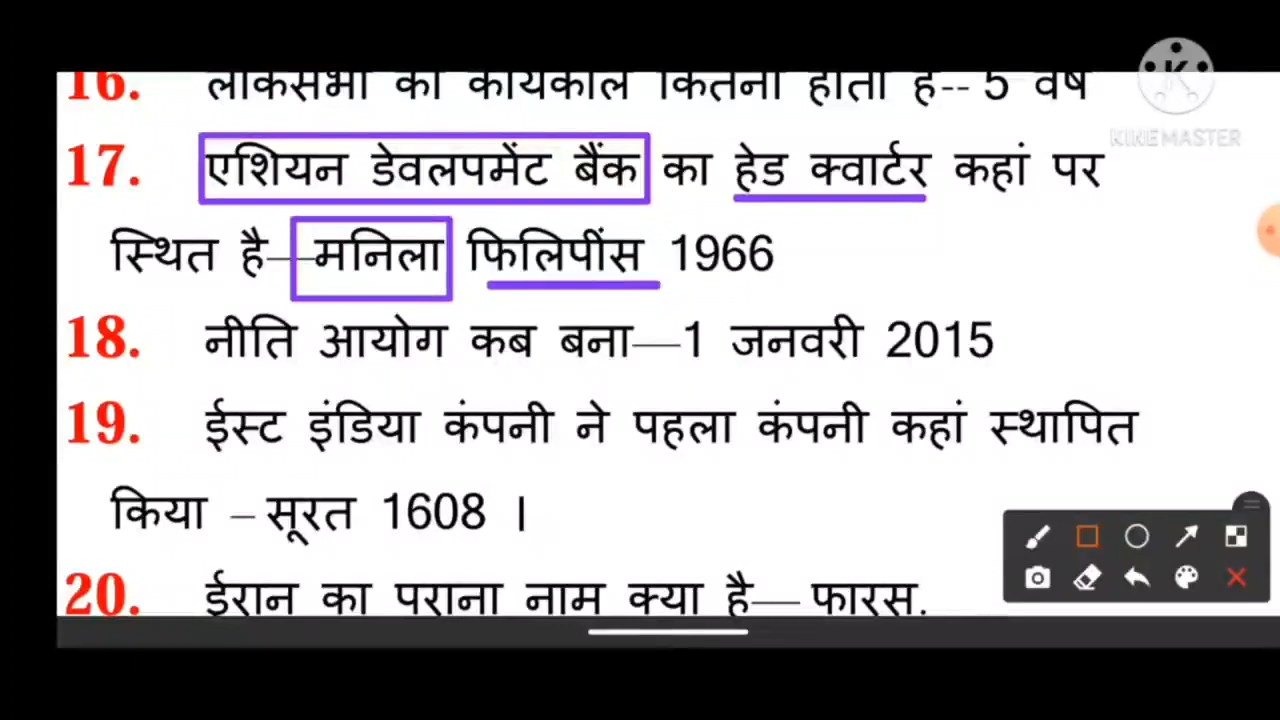 16. लोकसभा का कार्यकाल कितना होता है-- 5 वर्ष
KINEMASTER
17. एशियन डेवलपमेंट बैंक का हेड क्वार्टर कहां पर
स्थित है—मनिला फिलिपींस 1966
18. नीति आयोग कब बना—1 जनवरी 2015
19. ईस्ट इंडिया कंपनी ने पहला कंपनी कहां स्थापित
किया – सूरत 1608 ।
20. ईरान का पुराना नाम क्या है— फारस.